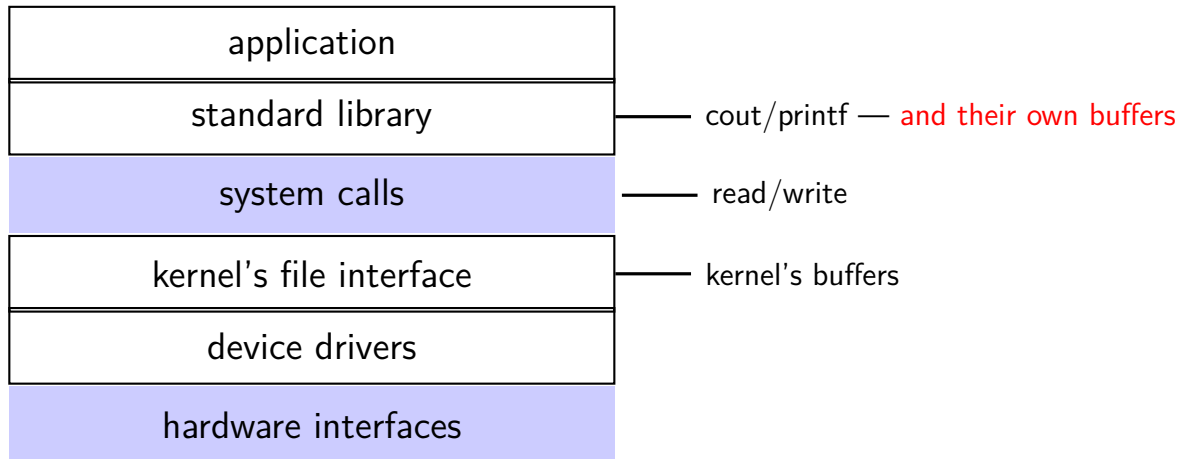 application
standard library
cout/printf — and their own buffers
system calls
read/write
kernel's file interface
kernel's buffers
device drivers
hardware interfaces